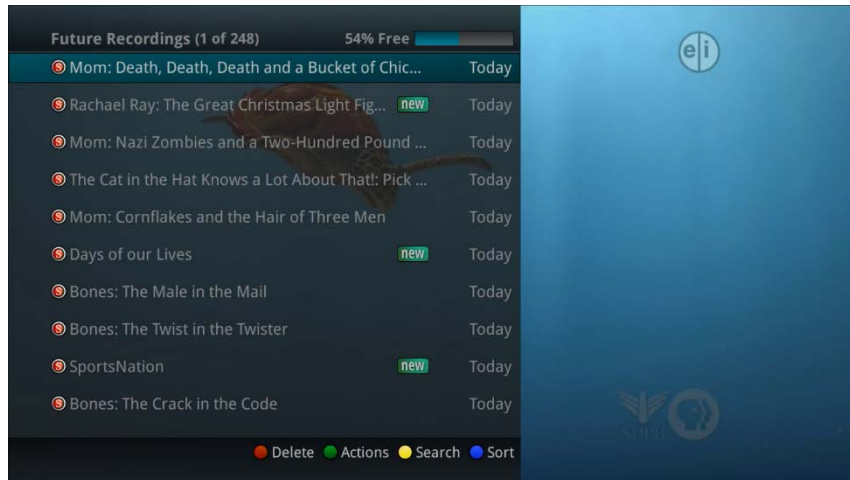 Future Recordings (1 of 248) 54% Free
S Mom: Death, Death, Death and a Bucket of Chic... Today
S Rachael Ray: The Great Christmas Light Fig... new Today
S Mom: Nazi Zombies and a Two-Hundred Pound ... Today
S The Cat in the Hat Knows a Lot About That!: Pick ... Today
S Mom: Cornflakes and the Hair of Three Men Today
S Days of our Lives new Today
S Bones: The Male in the Mail Today
S Bones: The Twist in the Twister Today
S SportsNation new Today
S Bones: The Crack in the Code Today
Delete Actions Search Sort
e i